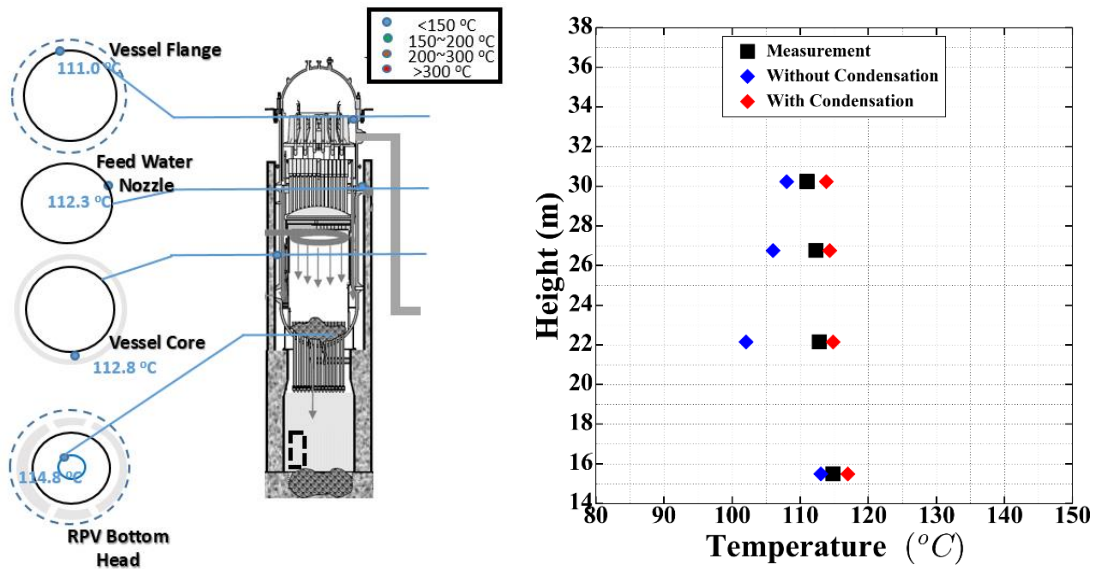 <150 °C
150~200 °C
200~300 °C
>300 °C
Vessel Flange
111.0 °C
Feed Water
Nozzle
112.3 °C
Vessel Core
112.8 °C
114.8 °C
RPV Bottom
Head
Measurement
Without Condensation
With Condensation
Height (m)
38
36
34
32
30
28
26
24
22
20
18
16
14
80
90
100
110
120
130
140
150
Temperature (°C)